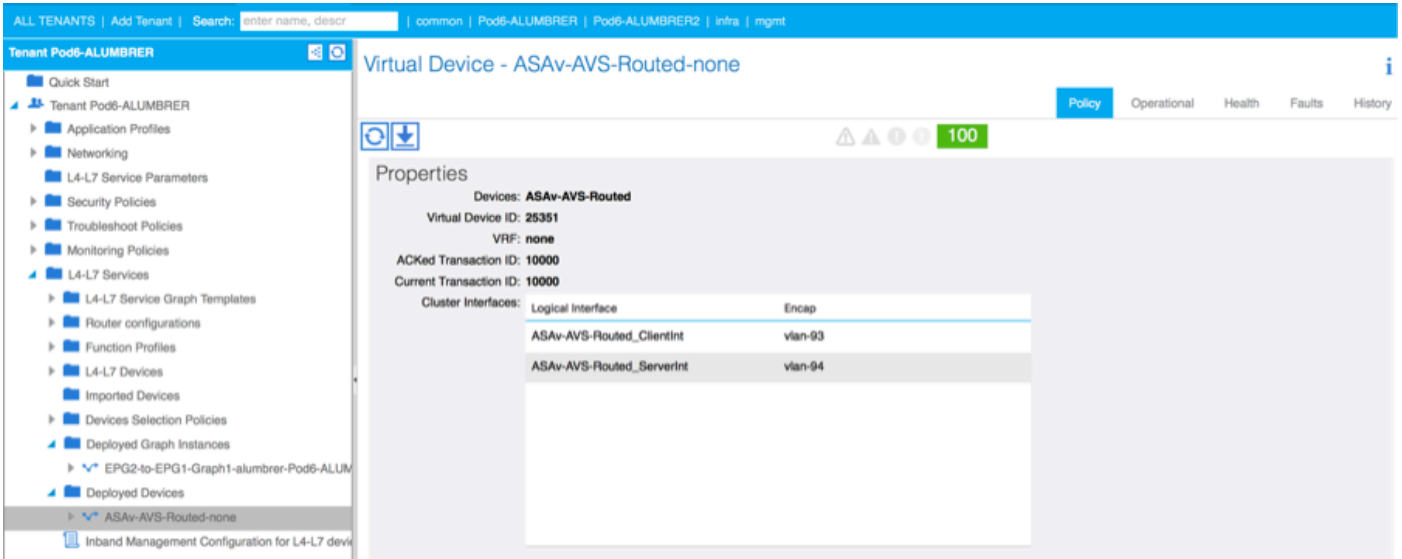 ALL TENANTS | Add Tenant | Search: enter name, descr | common | Pod6-ALUMBRER | Pod6-ALUMBRER2 | infra | mgmt
Tenant Pod6-ALUMBRER
Quick Start
Tenant Pod6-ALUMBRER
Application Profiles
Networking
L4-L7 Service Parameters
Security Policies
Troubleshoot Policies
Monitoring Policies
L4-L7 Services
L4-L7 Service Graph Templates
Router configurations
Function Profiles
L4-L7 Devices
Imported Devices
Devices Selection Policies
Deployed Graph Instances
EPG2-to-EPG1-Graph1-alumbrer-Pod6-ALUM
Deployed Devices
ASAv-AVS-Routed-none
Inband Management Configuration for L4-L7 devi
Virtual Device - ASAv-AVS-Routed-none
i
Policy Operational Health Faults History
100
Properties
Devices: ASAv-AVS-Routed
Virtual Device ID: 25351
VRF: none
ACKed Transaction ID: 10000
Current Transaction ID: 10000
Cluster Interfaces:
Logical Interface Encap
ASAv-AVS-Routed_ClientInt vlan-93
ASAv-AVS-Routed_ServerInt vlan-94